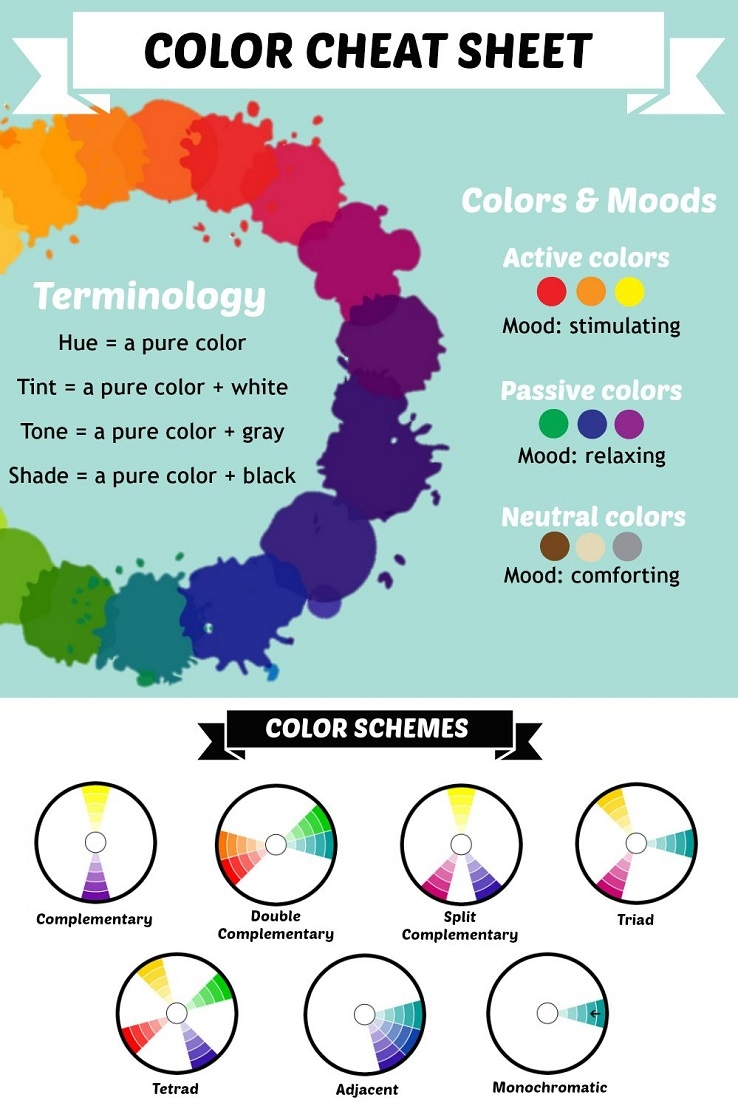 COLOR CHEAT SHEET
Terminology
Hue = a pure color
Tint = a pure color + white
Tone = a pure color + gray
Shade = a pure color + black
Colors & Moods
Active colors
Mood: stimulating
Passive colors
Mood: relaxing
Neutral colors
Mood: comforting
COLOR SCHEMES
Complementary
Double
Complementary
Split
Complementary
Triad
Tetrad
Adjacent
Monochromatic